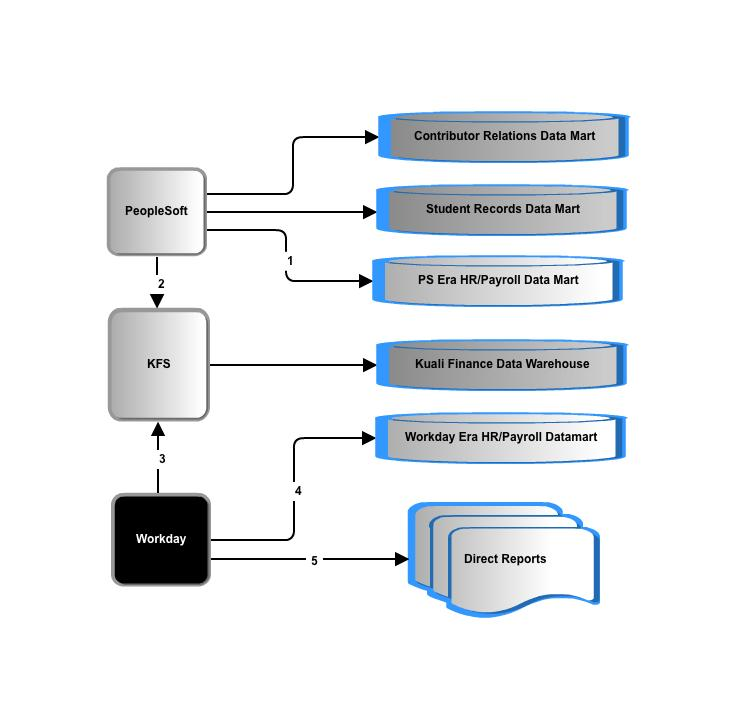 Contributor Relations Data Mart
PeopleSoft
Student Records Data Mart
1
PS Era HR/Payroll Data Mart
2
KFS
Kuali Finance Data Warehouse
Workday Era HR/Payroll Datamart
3
4
Workday
5
Direct Reports